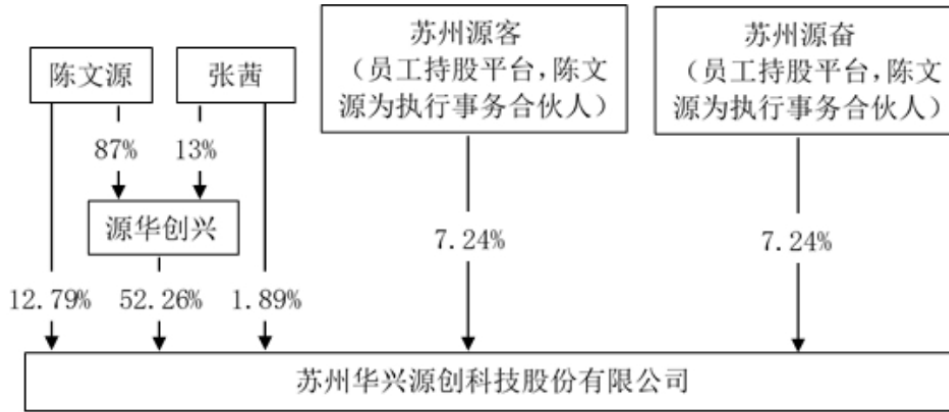 陈文源
张茜
苏州源客
(员工持股平台,陈文
源为执行事务合伙人)
苏州源奋
(员工持股平台,陈文
源为执行事务合伙人)
87%
13%
源华创兴
7.24%
7.24%
12.79%
52.26%
1.89%
苏州华兴源创科技股份有限公司